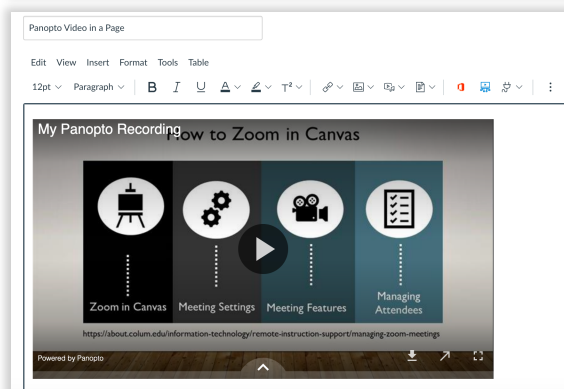 Panopto Video in a Page
Edit View Insert Format Tools Table
12pt Paragraph B I U A T²
My Panopto Recording
How to Zoom in Canvas
Zoom in Canvas Meeting Settings Meeting Features Managing Attendees
https://about.colum.edu/information-technology/remote-instruction-support/managing-zoom-meetings
Powered by Panopto